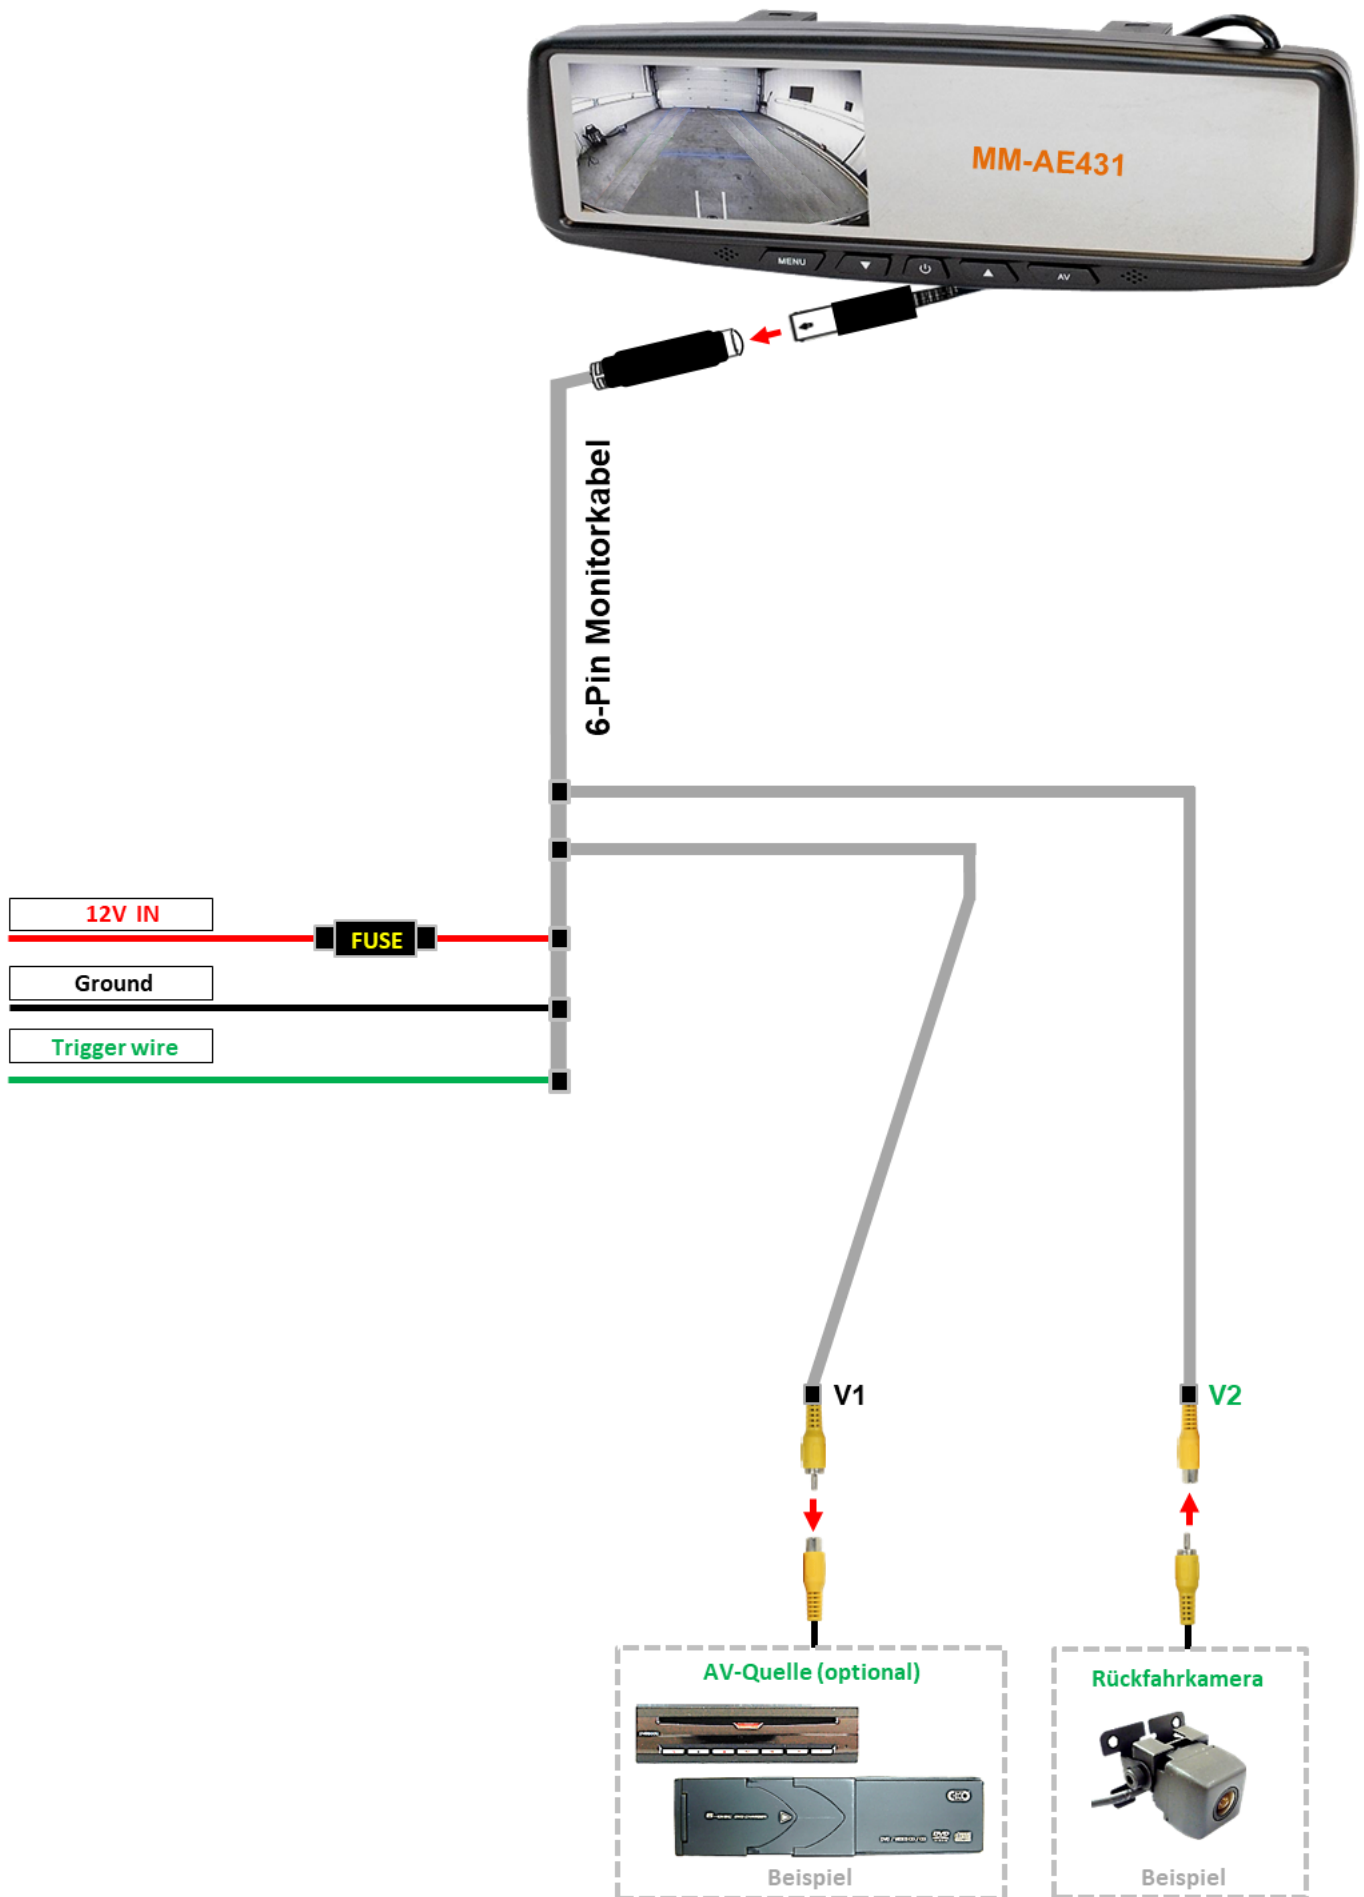 MM-AE431
MENU
AV
6-Pin Monitorkabel
12V IN
FUSE
Ground
Trigger wire
V1
V2
AV-Quelle (optional)
Rückfahrkamera
DVD
Beispiel
Beispiel